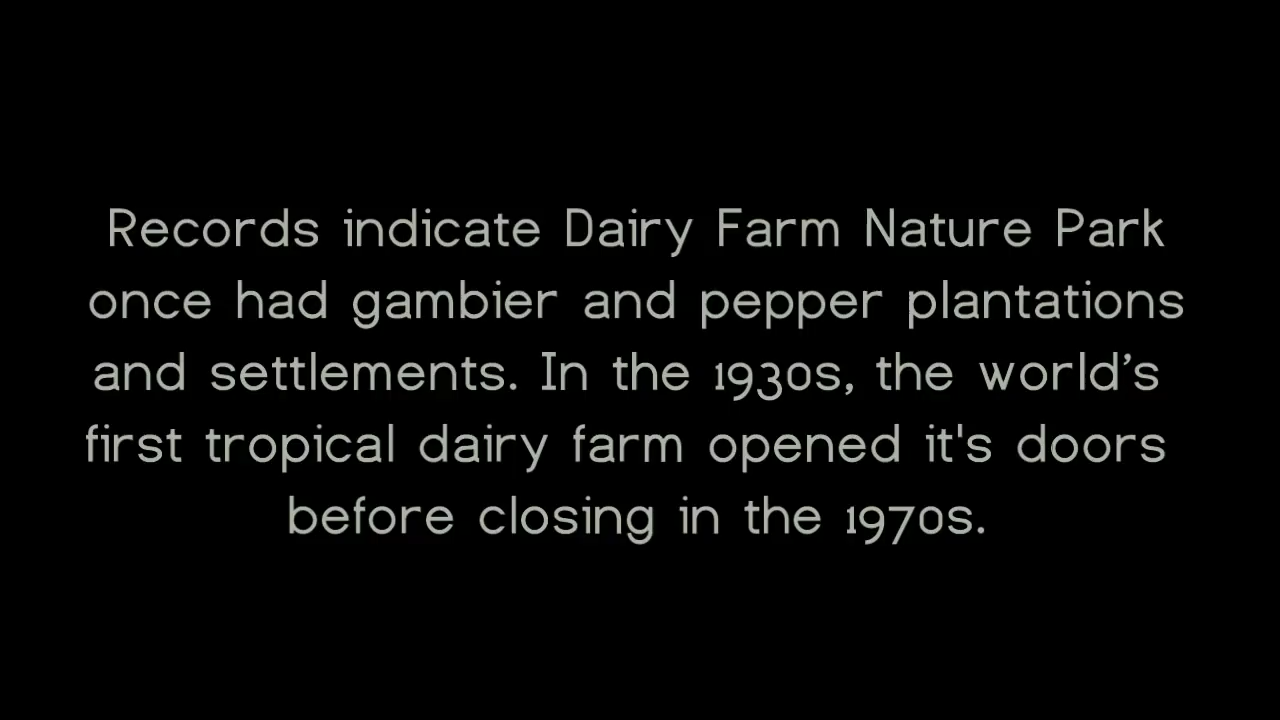 Records indicate Dairy Farm Nature Park
once had gambier and pepper plantations
and settlements. In the 1930s, the world’s
first tropical dairy farm opened it's doors
before closing in the 1970s.